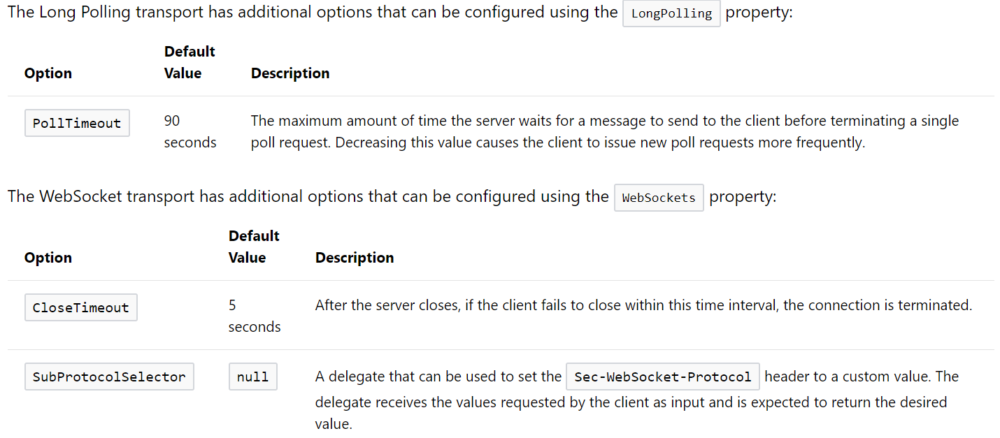 The Long Polling transport has additional options that can be configured using the LongPolling property:
Default
Option Value Description
PollTimeout 90 The maximum amount of time the server waits for a message to send to the client before terminating a single
seconds poll request. Decreasing this value causes the client to issue new poll requests more frequently.
The WebSocket transport has additional options that can be configured using the WebSockets property:
Default
Option Value Description
CloseTimeout 5 After the server closes, if the client fails to close within this time interval, the connection is terminated.
seconds
SubProtocolSelector null A delegate that can be used to set the Sec-WebSocket-Protocol header to a custom value. The
delegate receives the values requested by the client as input and is expected to return the desired
value.